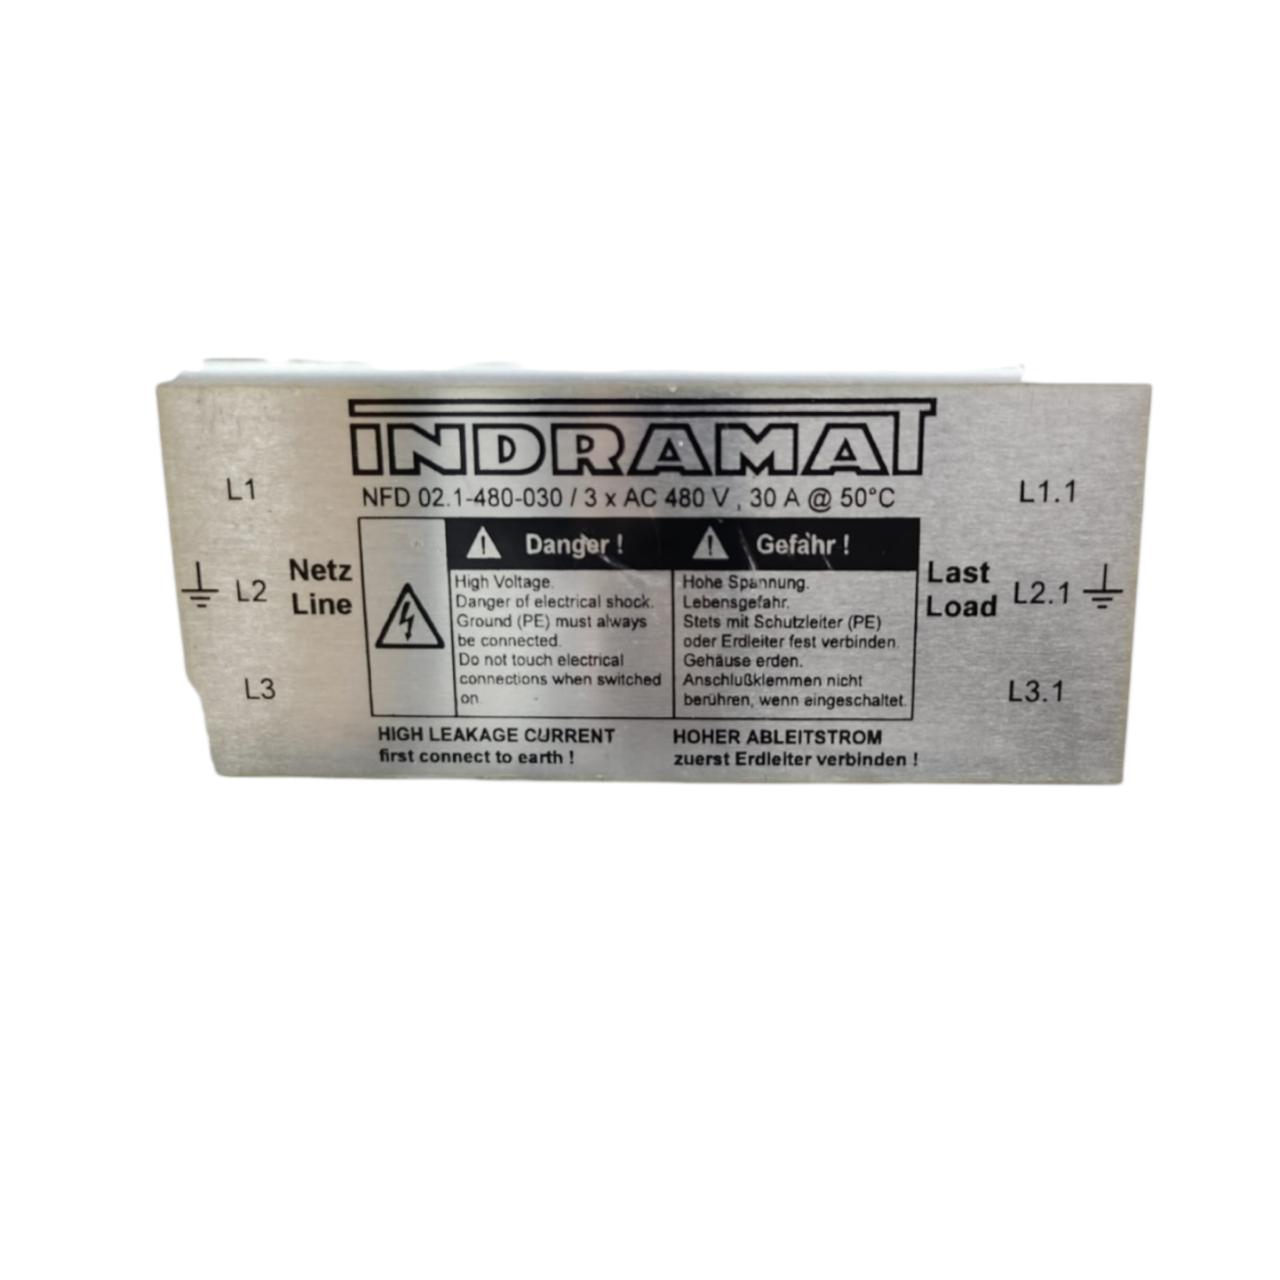 INDRAMAT
NFD 02.1-480-030 / 3 x AC 480 V , 30 A @ 50°C
L1
L2
L3
Netz
Line
Danger !
High Voltage.
Danger of electrical shock.
Ground (PE) must always
be connected.
Do not touch electrical
connections when switched
on.
Gefahr !
Hohe Spannung.
Lebensgefahr.
Stets mit Schutzleiter (PE)
oder Erdleiter fest verbinden.
Gehäuse erden.
Anschlußklemmen nicht
berühren, wenn eingeschaltet.
Last
Load
L1.1
L2.1
L3.1
HIGH LEAKAGE CURRENT
first connect to earth !
HOHER ABLEITSTROM
zuerst Erdleiter verbinden !